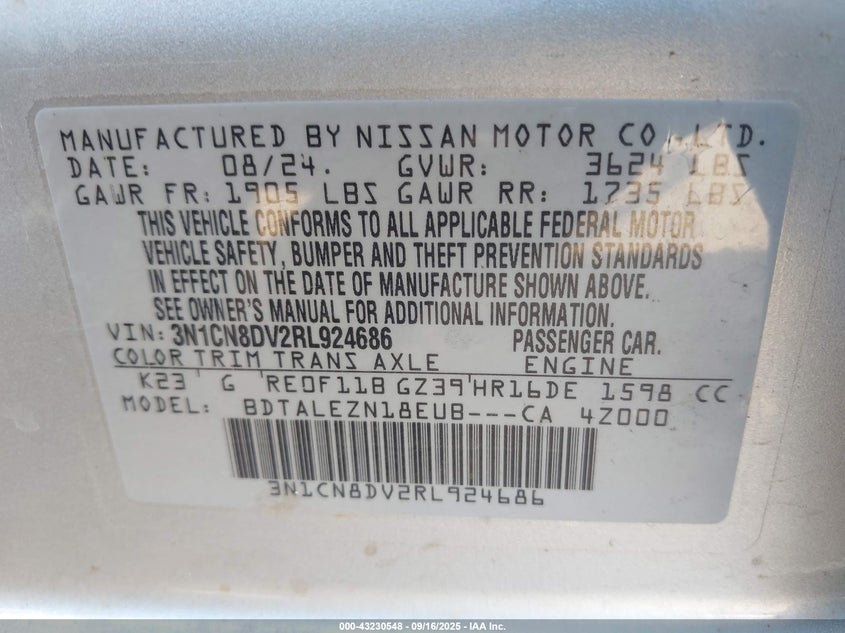 MANUFACTURED BY NISSAN MOTOR CO.,LTD.
DATE: 08/24. GVWR: 3624 LBS
GAWR FR: 1905 LBS GAWR RR: 1735 LBS
THIS VEHICLE CONFORMS TO ALL APPLICABLE FEDERAL MOTOR
VEHICLE SAFETY, BUMPER AND THEFT PREVENTION STANDARDS
IN EFFECT ON THE DATE OF MANUFACTURE SHOWN ABOVE.
SEE OWNER'S MANUAL FOR ADDITIONAL INFORMATION.
VIN: 3N1CN8DV2RL924686 PASSENGER CAR.
COLOR TRIM TRANS AXLE ENGINE
K23 G RE0F11B GZ39 HR16DE 1598 CC
MODEL: BDTALEZN18EUB---CA 4Z000
3N1CN8DV2RL924686
000-43230548 - 09/16/2025 - IAA Inc.